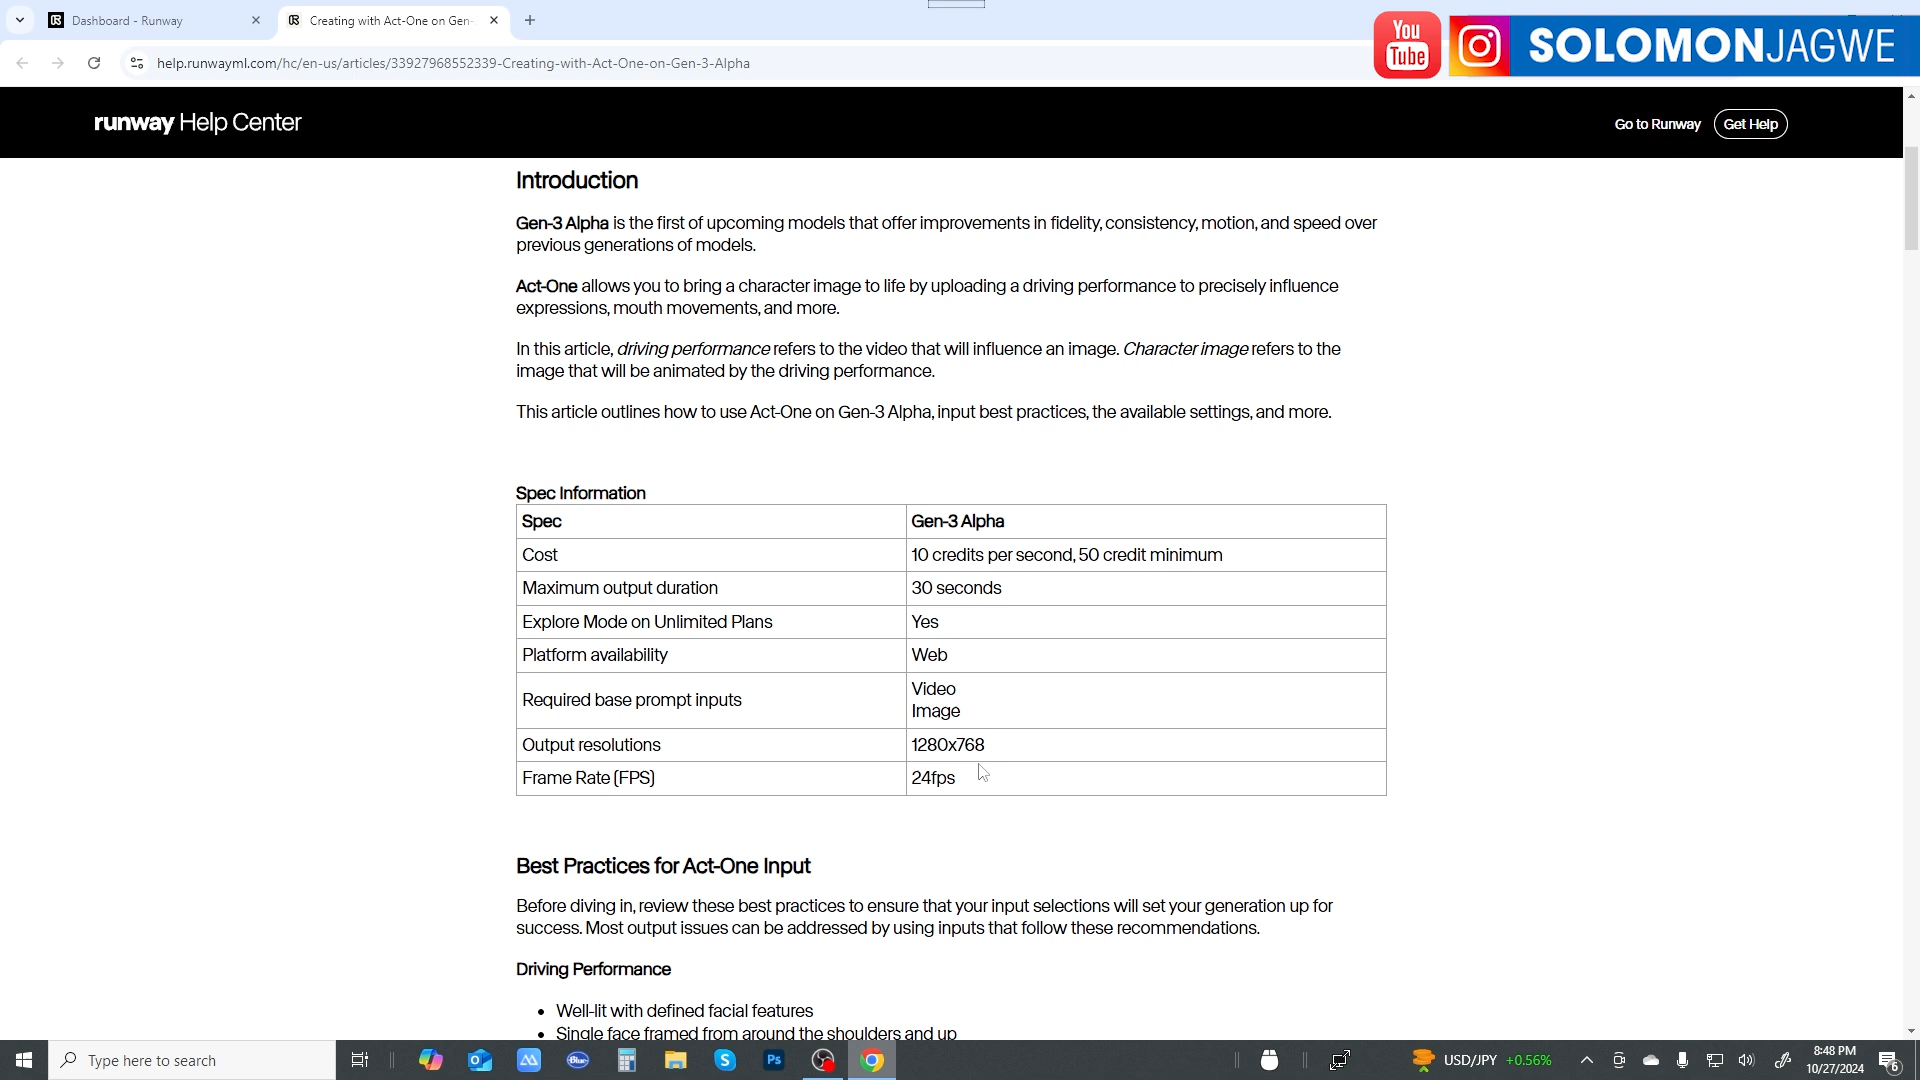 Dashboard - Runway
Creating with Act-One on Gen-
You
Tube
SOLOMONJAGWE
help.runwayml.com/hc/en-us/articles/33927968552339-Creating-with-Act-One-on-Gen-3-Alpha
runway Help Center
Go to Runway
Get Help
Introduction
Gen-3 Alpha is the first of upcoming models that offer improvements in fidelity, consistency, motion, and speed over
previous generations of models.
Act-One allows you to bring a character image to life by uploading a driving performance to precisely influence
expressions, mouth movements, and more.
In this article, driving performance refers to the video that will influence an image. Character image refers to the
image that will be animated by the driving performance.
This article outlines how to use Act-One on Gen-3 Alpha, input best practices, the available settings, and more.
Spec Information
Spec
Gen-3 Alpha
Cost
10 credits per second, 50 credit minimum
Maximum output duration
30 seconds
Explore Mode on Unlimited Plans
Yes
Platform availability
Web
Required base prompt inputs
Video
Image
Output resolutions
1280x768
Frame Rate (FPS)
24fps
Best Practices for Act-One Input
Before diving in, review these best practices to ensure that your input selections will set your generation up for
success. Most output issues can be addressed by using inputs that follow these recommendations.
Driving Performance
• Well-lit with defined facial features
• Single face framed from around the shoulders and up
Type here to search
Blue
Ps
USD/JPY +0.56%
8:48 PM
10/27/2024
6